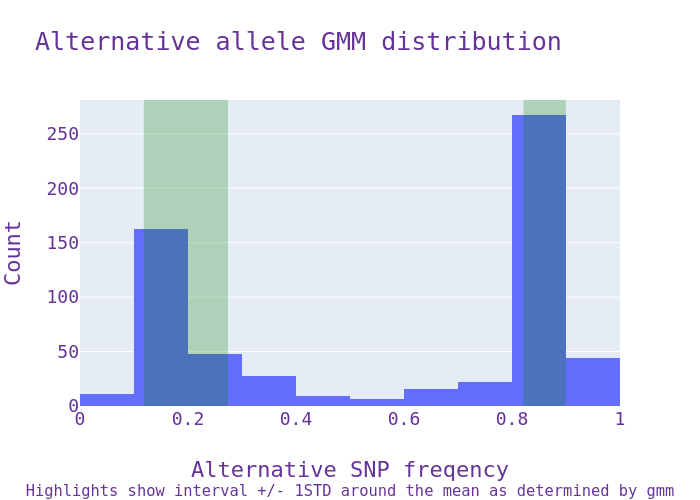 Alternative allele GMM distribution
250
200
150
100
50
0
Count
0 0.2 0.4 0.6 0.8 1
Alternative SNP freqency
Highlights show interval +/- 1STD around the mean as determined by gmm